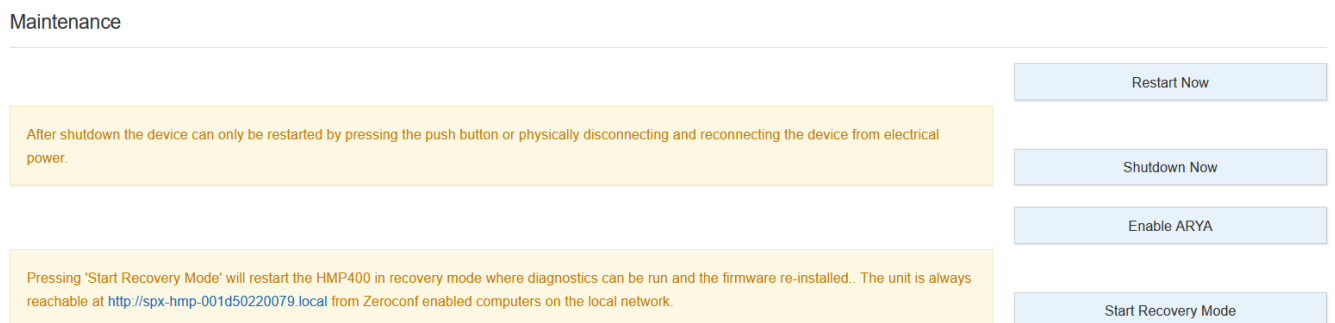 Maintenance
Restart Now
After shutdown the device can only be restarted by pressing the push button or physically disconnecting and reconnecting the device from electrical
power.
Shutdown Now
Enable ARYA
Pressing 'Start Recovery Mode' will restart the HMP400 in recovery mode where diagnostics can be run and the firmware re-installed.. The unit is always
reachable at http://spx-hmp-001d50220079.local from Zeroconf enabled computers on the local network.
Start Recovery Mode